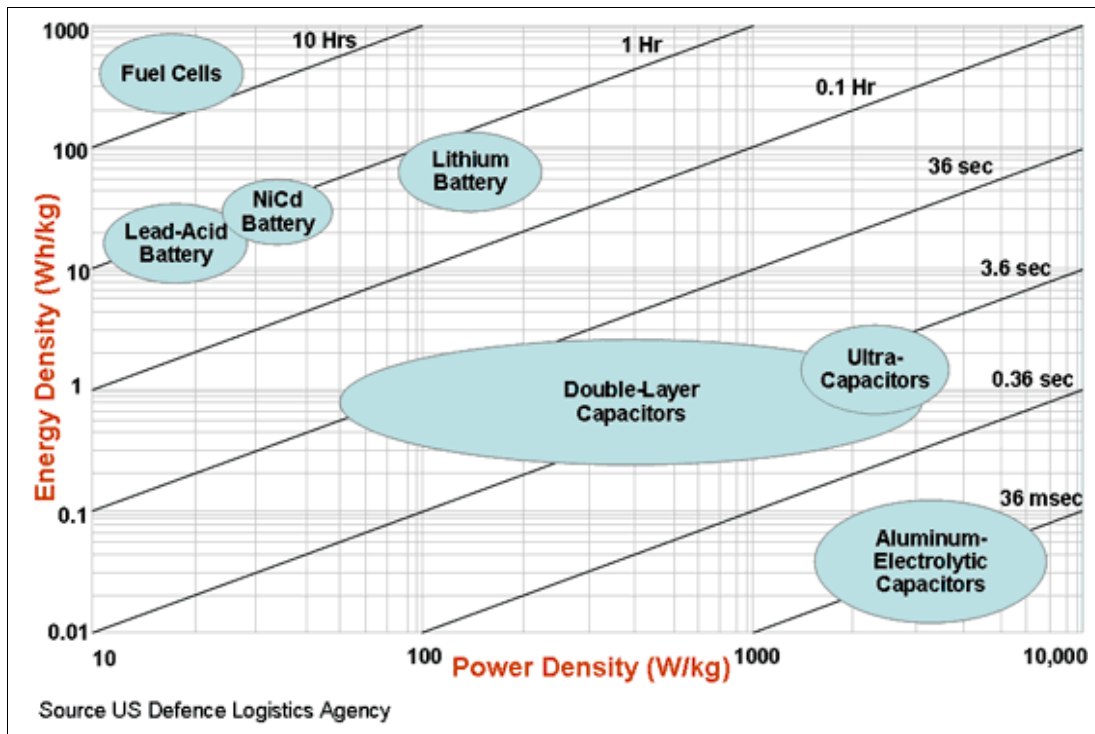 1000
10 Hrs
1 Hr
Fuel Cells
0.1 Hr
100
Lithium
Battery
36 sec
NiCd
Battery
Lead-Acid
Battery
10
3.6 sec
Energy Density (Wh/kg)
Ultra-
Capacitors
1
Double-Layer
Capacitors
0.36 sec
0.1
36 msec
Aluminum-
Electrolytic
Capacitors
0.01
10
100
1000
10,000
Power Density (W/kg)
Source US Defence Logistics Agency